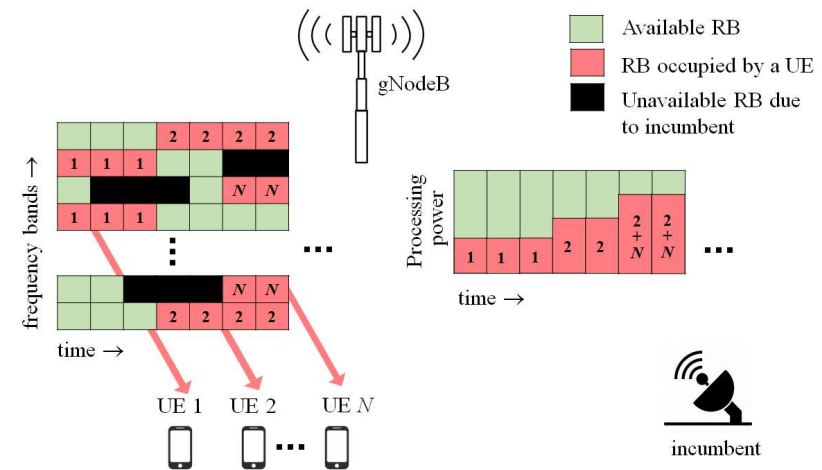 Available RB
RB occupied by a UE
Unavailable RB due
to incumbent
gNodeB
frequency bands →
2 2 2 2
1 1 1
N N
1 1 1
...
...
N N
2 2 2 2
time →
UE 1 UE 2 UE N
...
Processing
power
1 1 1 2 2 2+N 2+N
...
time →
incumbent